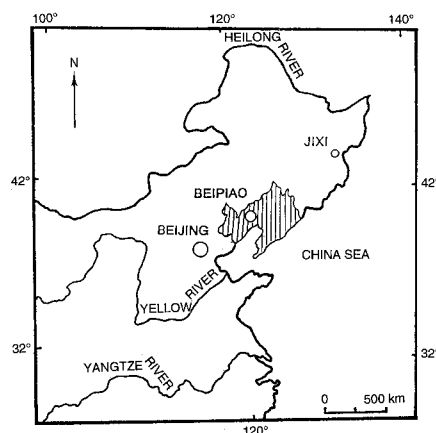 100°
120°
140°
HEILONG
RIVER
N
JIXI
42°
42°
BEIPIAO
BEIJING
CHINA SEA
YELLOW RIVER
32°
32°
YANGTZE RIVER
0 500 km
120°